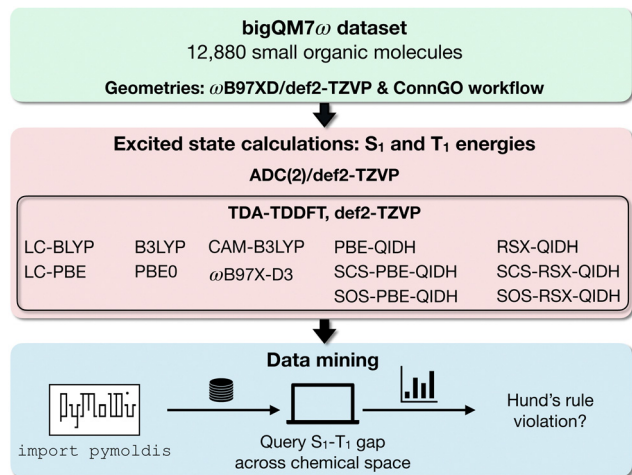 bigQM7ω dataset
12,880 small organic molecules
Geometries: ωB97XD/def2-TZVP & ConnGO workflow
Excited state calculations: S₁ and T₁ energies
ADC(2)/def2-TZVP
TDA-TDDFT, def2-TZVP
LC-BLYP B3LYP CAM-B3LYP PBE-QIDH RSX-QIDH
LC-PBE PBE0 ωB97X-D3 SCS-PBE-QIDH SCS-RSX-QIDH
SOS-PBE-QIDH SOS-RSX-QIDH
Data mining
PyMolDis
import pymoldis
Query S₁-T₁ gap
across chemical space
Hund's rule
violation?